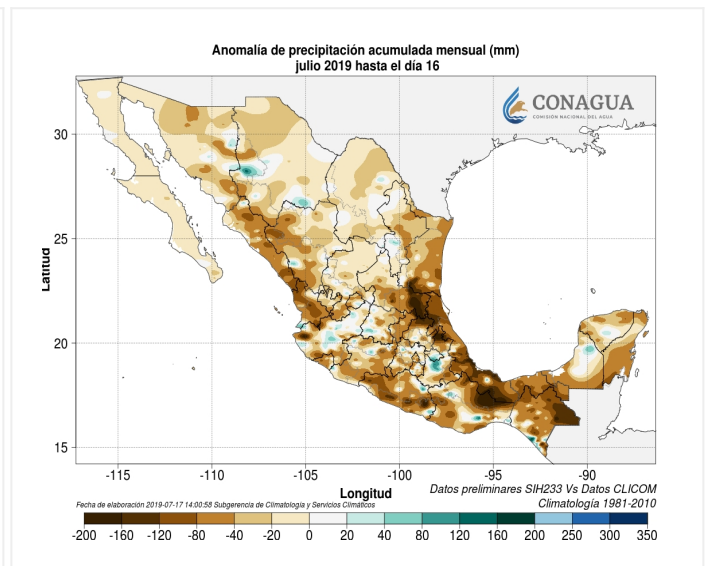 Anomalía de precipitación acumulada mensual (mm)
julio 2019 hasta el día 16
CONAGUA
COMISIÓN NACIONAL DEL AGUA
30
25
20
15
Latitud
-115 -110 -105 -100 -95 -90
Longitud
Datos preliminares SIH233 Vs Datos CLICOM
Climatología 1981-2010
Fecha de elaboración 2019-07-17 14:00:58 Subgerencia de Climatología y Servicios Climáticos
-200 -160 -120 -80 -40 -20 0 20 40 80 120 160 200 250 300 350